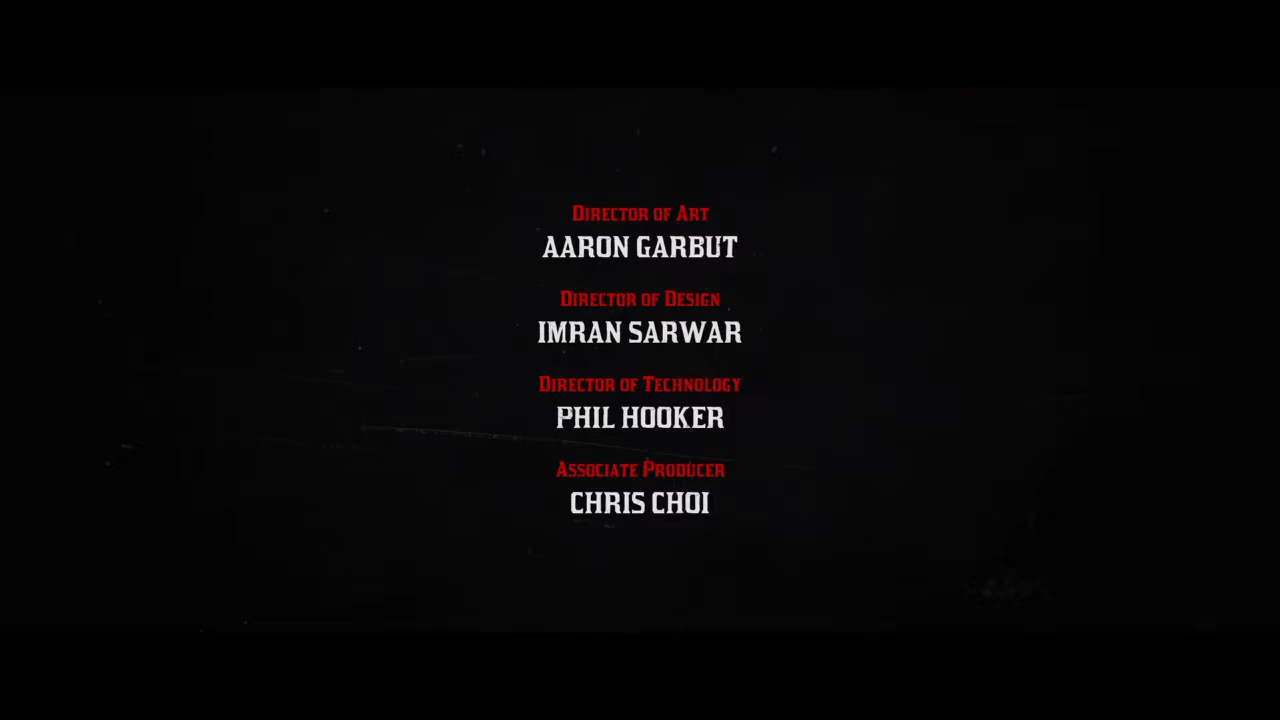 Director of Art
AARON GARBUT
Director of Design
IMRAN SARWAR
Director of Technology
PHIL HOOKER
Associate Producer
CHRIS CHOI